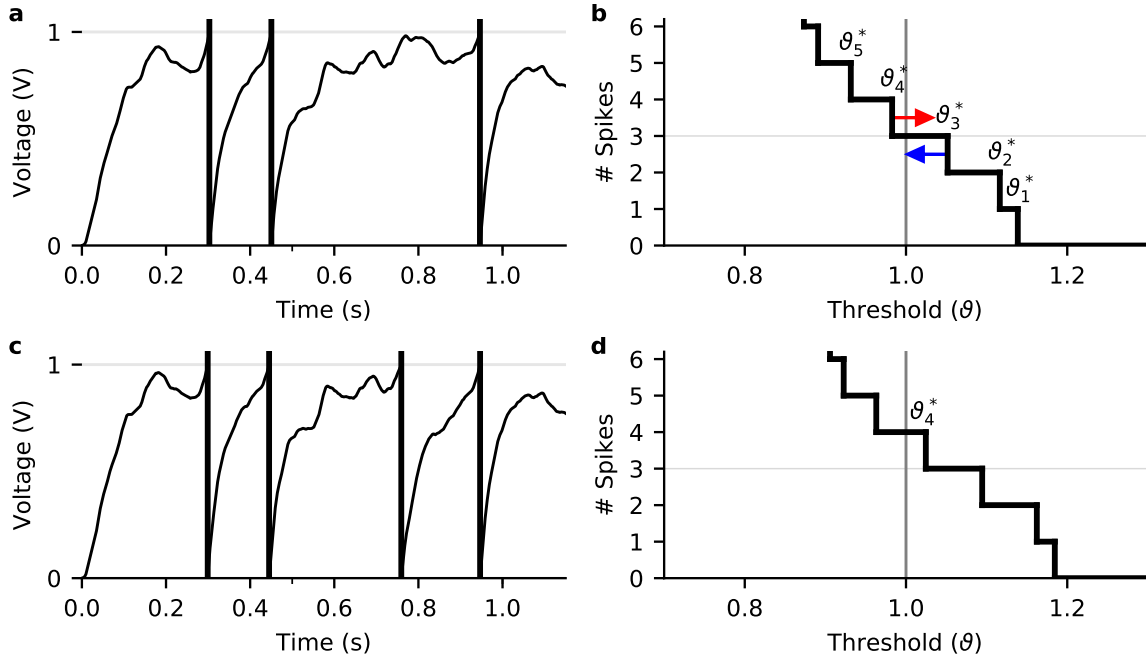 a
Voltage (V)
1
0
0.0 0.2 0.4 0.6 0.8 1.0
Time (s)
b
# Spikes
6
5
4
3
2
1
0
ϑ₅*
ϑ₄*
ϑ₃*
ϑ₂*
ϑ₁*
0.8 1.0 1.2
Threshold (ϑ)
c
Voltage (V)
1
0
0.0 0.2 0.4 0.6 0.8 1.0
Time (s)
d
# Spikes
6
5
4
3
2
1
0
ϑ₄*
0.8 1.0 1.2
Threshold (ϑ)